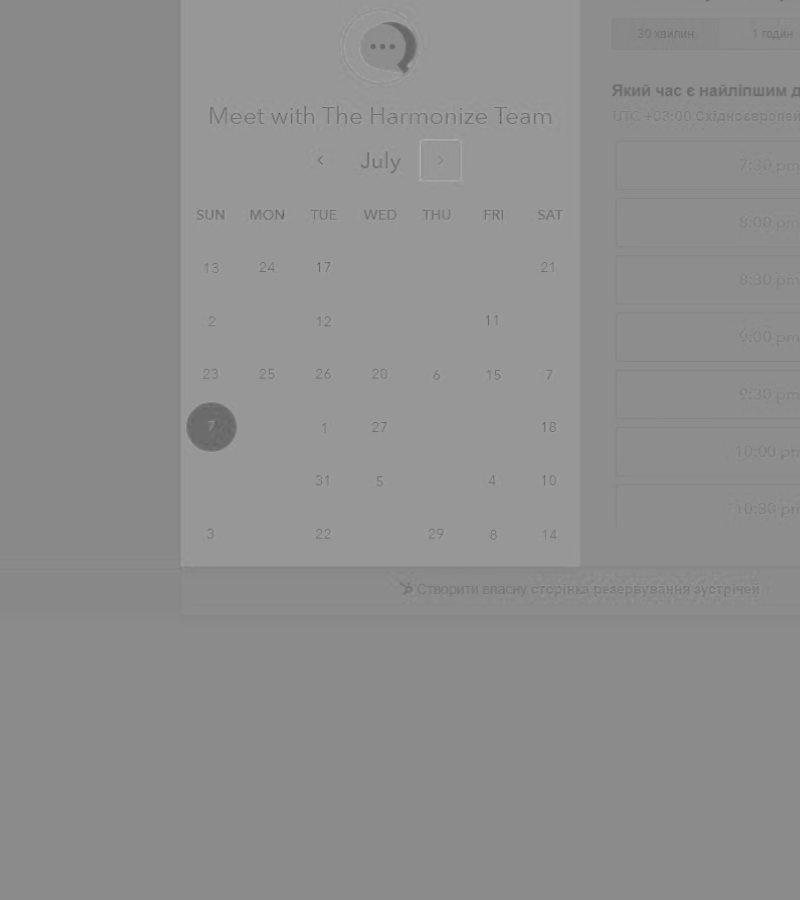 30 хвилин
1 годин
Meet with The Harmonize Team
Який час є найліпшим д
UTC +03:00 Східноєвропей
July
SUN MON TUE WED THU FRI SAT
13 24 17 21
2 12 11
23 25 26 20 6 15 7
7 1 27 18
31 5 4 10
3 22 29 8 14
7:30 pm
8:00 pm
8:30 pm
9:00 pm
9:30 pm
10:00 pm
10:30 pm
Створити власну сторінка резервування зустрічей